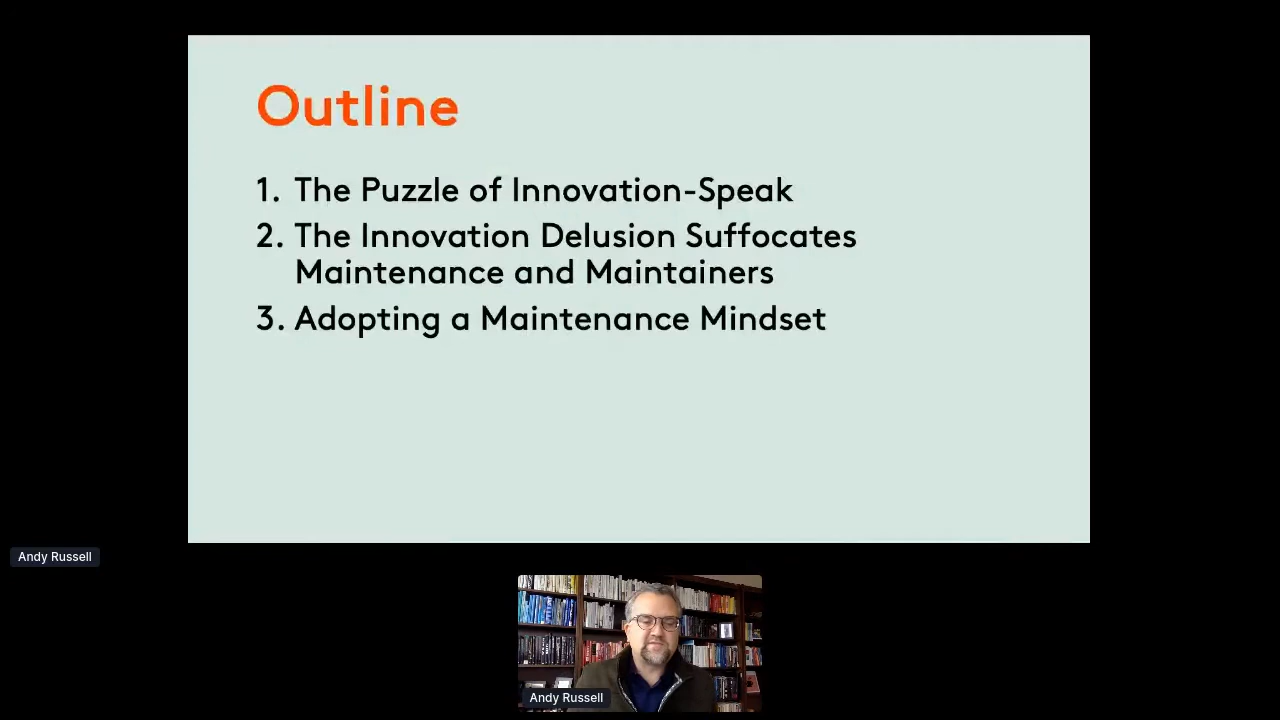 Outline
1. The Puzzle of Innovation-Speak
2. The Innovation Delusion Suffocates
Maintenance and Maintainers
3. Adopting a Maintenance Mindset
Andy Russell
Andy Russell